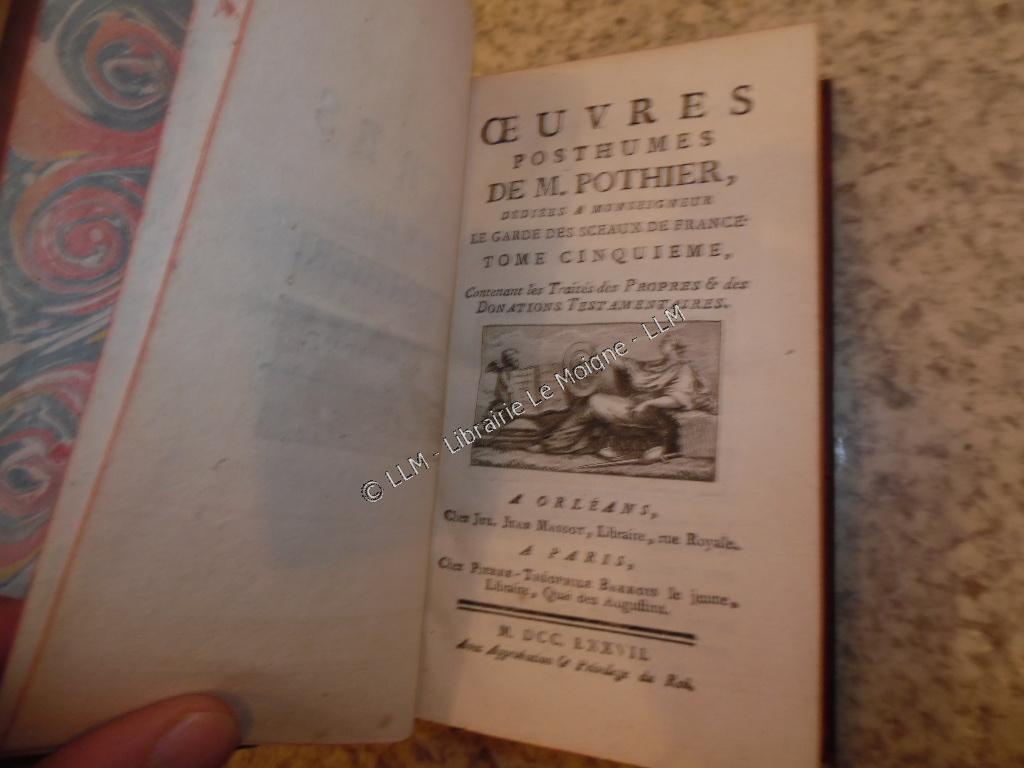 ŒUVRES
POSTHUMES
DE M. POTHIER,
DÉDIÉES A MONSEIGNEUR
LE GARDE DES SCEAUX DE FRANCE.
TOME CINQUIEME,
Contenant les Traités des PROPRES & des
DONATIONS TESTAMENTAIRES.
© LLM - Librairie Le Moigne - LLM
A ORLÉANS,
Chez JEAN MASSOT, Libraire, rue Royale.
A PARIS,
Chez PIERRE-THÉOPHILE BARROIS le jeune,
Libraire, Quai des Augustins.
M. DCC. LXXVII.
Avec Approbation & Privilege du Roi.